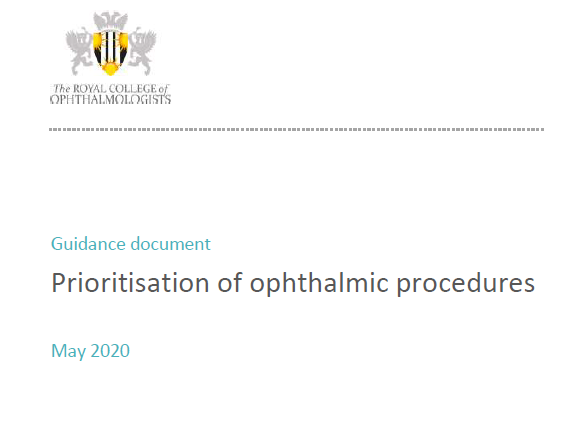 The ROYAL COLLEGE of
OPHTHALMOLOGISTS
Guidance document
Prioritisation of ophthalmic procedures
May 2020